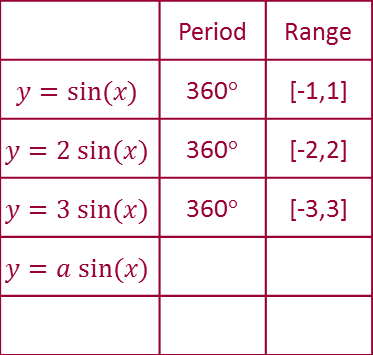 Period Range
y = sin(x) 360° [-1,1]
y = 2 sin(x) 360° [-2,2]
y = 3 sin(x) 360° [-3,3]
y = a sin(x)